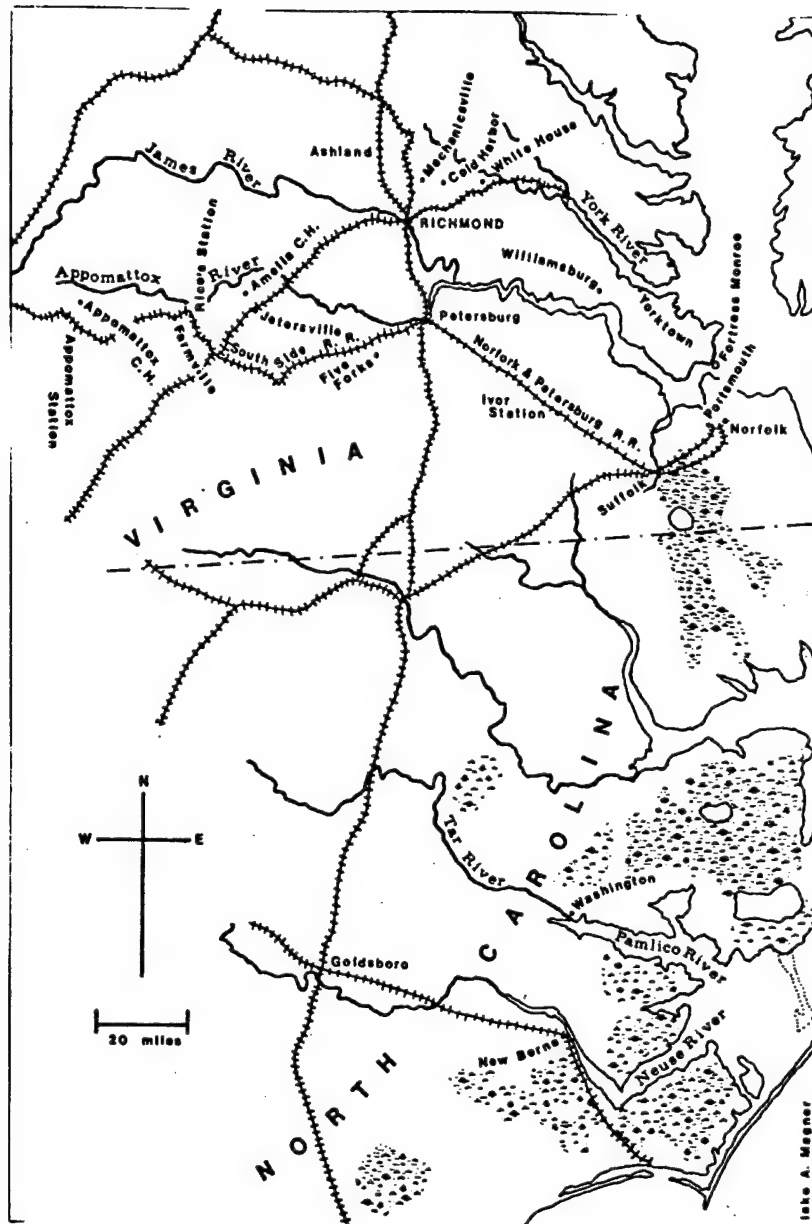 Ashland
Mechanicsville
Cold Harbor
White House
James River
RICHMOND
York River
Rice's Station
Amelia C.H.
Williamsburg
Appomattox River
Yorktown
Fortress Monroe
Appomattox C.H.
Appomattox Station
Farmville
Jetersville
South Side R.R.
Five Forks
Petersburg
Norfork & Petersburg R.R.
Ivor Station
Portsmouth
Norfolk
Suffolk
VIRGINIA
NORTH CAROLINA
N
W
E
20 miles
Tar River
Washington
Pamlico River
Goldsboro
New Berne
Neuse River
A. Magner